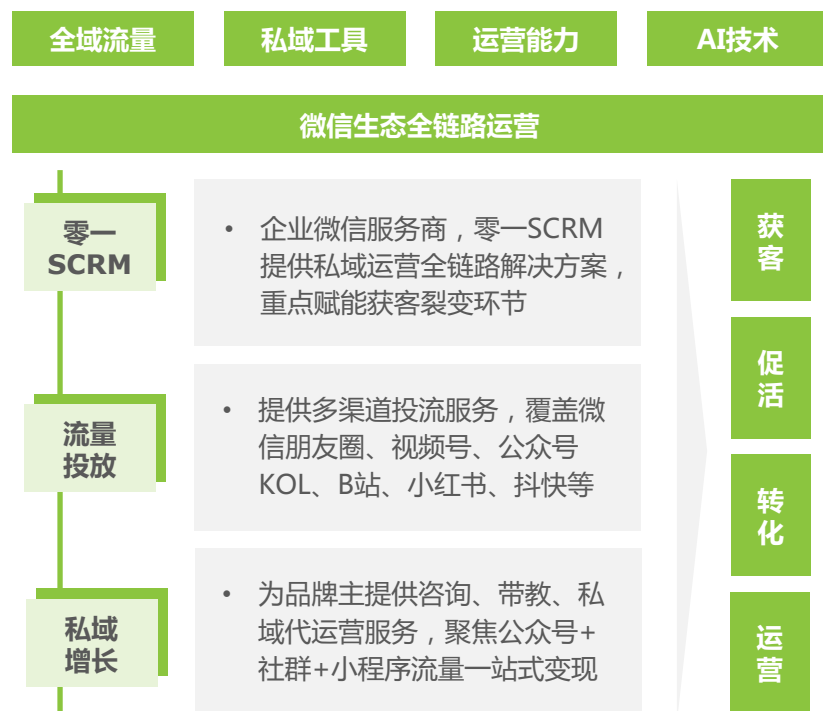 全域流量
私域工具
运营能力
AI技术
微信生态全链路运营
零一
SCRM
• 企业微信服务商，零一SCRM
提供私域运营全链路解决方案，
重点赋能获客裂变环节
流量
投放
• 提供多渠道投流服务，覆盖微
信朋友圈、视频号、公众号
KOL、B站、小红书、抖快等
私域
增长
• 为品牌主提供咨询、带教、私
域代运营服务，聚焦公众号+
社群+小程序流量一站式变现
获
客
促
活
转
化
运
营